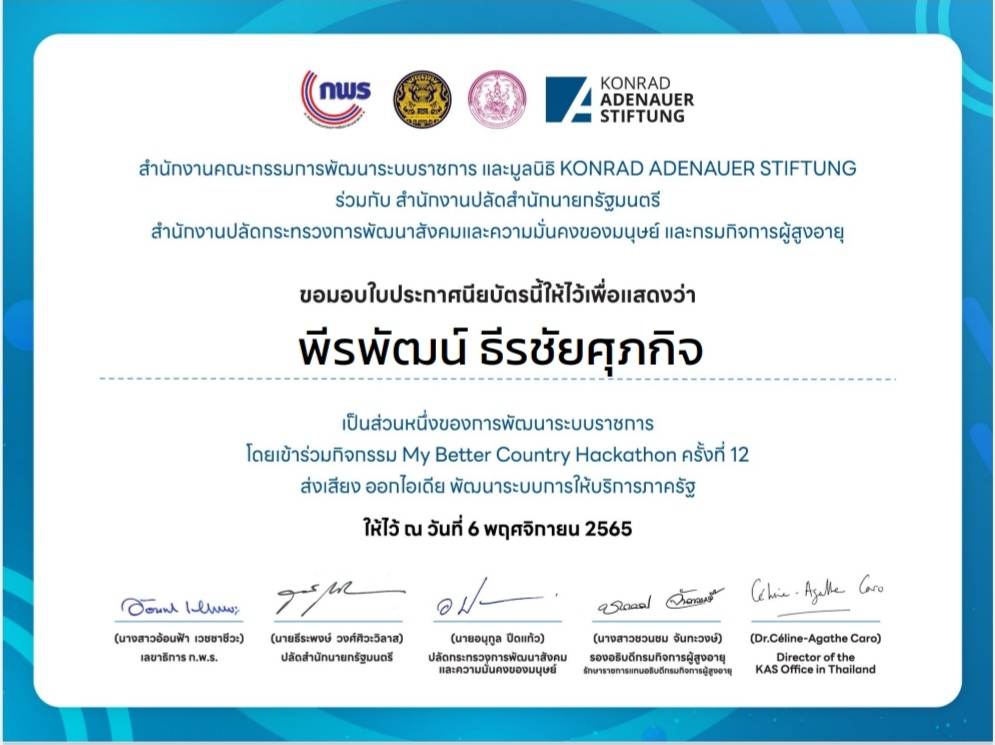 กพร
KONRAD
ADENAUER
STIFTUNG
สำนักงานคณะกรรมการพัฒนาระบบราชการ และมูลนิธิ KONRAD ADENAUER STIFTUNG
ร่วมกับ สำนักงานปลัดสำนักนายกรัฐมนตรี
สำนักงานปลัดกระทรวงการพัฒนาสังคมและความมั่นคงของมนุษย์ และกรมกิจการผู้สูงอายุ
ขอมอบใบประกาศนียบัตรนี้ให้ไว้เพื่อแสดงว่า
พีรพัฒน์ ธีรชัยศุภกิจ
เป็นส่วนหนึ่งของการพัฒนาระบบราชการ
โดยเข้าร่วมกิจกรรม My Better Country Hackathon ครั้งที่ 12
ส่งเสียง ออกไอเดีย พัฒนาระบบการให้บริการภาครัฐ
ให้ไว้ ณ วันที่ 6 พฤศจิกายน 2565
Céline-Agathe Caro
(นางสาวอ้อนฟ้า เวชชาชีวะ)
เลขาธิการ ก.พ.ร.
(นายธีระพงษ์ วงศ์ศิวะวิลาส)
ปลัดสำนักนายกรัฐมนตรี
(นายอนุกูล ปีดแก้ว)
ปลัดกระทรวงการพัฒนาสังคม
และความมั่นคงของมนุษย์
(นางสาวชวนชม จันทะวงษ์)
รองอธิบดีกรมกิจการผู้สูงอายุ
รักษาราชการแทนอธิบดีกรมกิจการผู้สูงอายุ
(Dr.Céline-Agathe Caro)
Director of the
KAS Office in Thailand